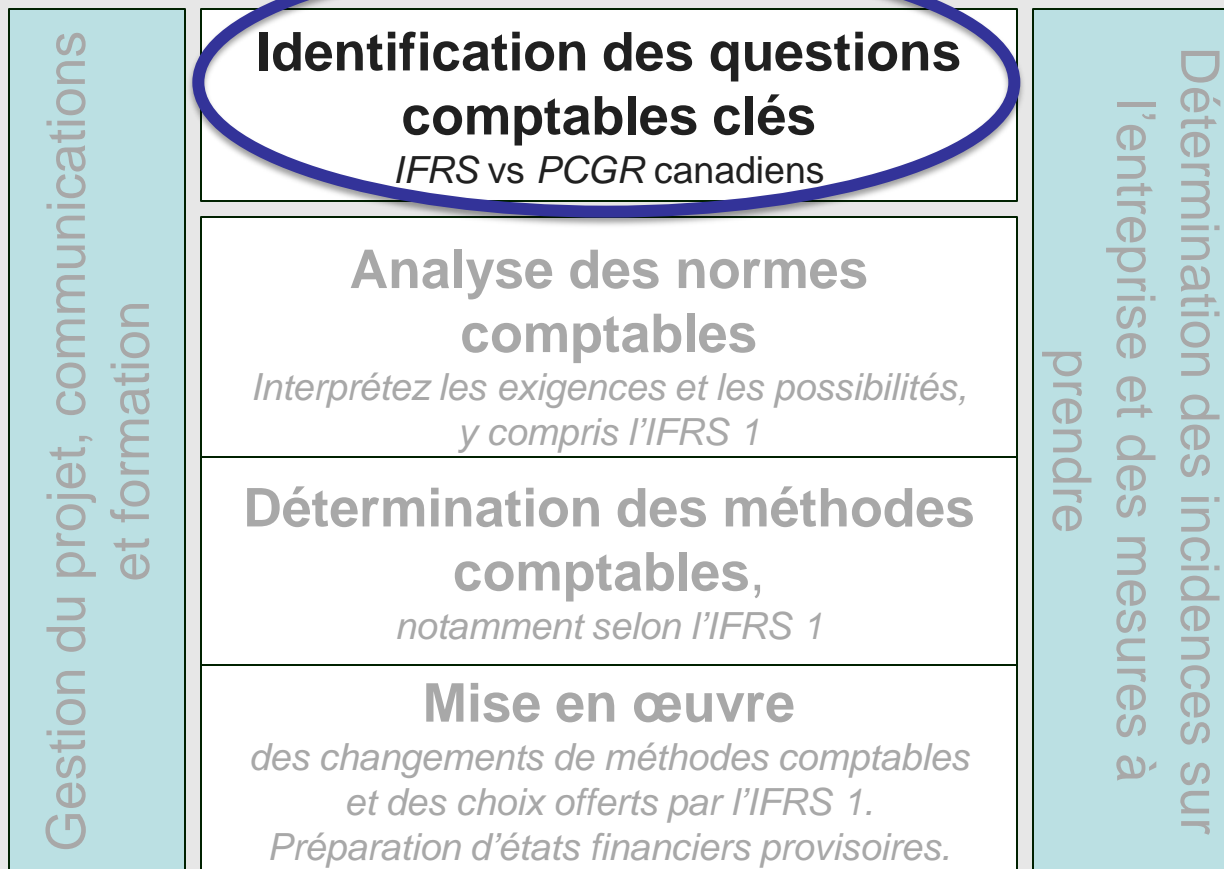 Gestion du projet, communications
et formation
Identification des questions
comptables clés
IFRS vs PCGR canadiens
Analyse des normes
comptables
Interprétez les exigences et les possibilités,
y compris l’IFRS 1
Détermination des méthodes
comptables,
notamment selon l’IFRS 1
Mise en œuvre
des changements de méthodes comptables
et des choix offerts par l’IFRS 1.
Préparation d’états financiers provisoires.
Détermination des incidences sur
l’entreprise et des mesures à
prendre